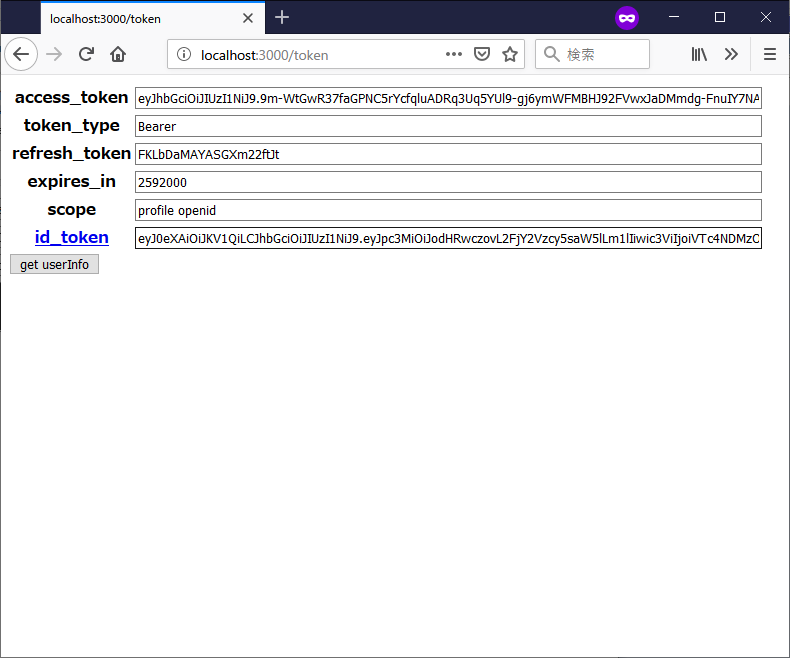 localhost:3000/token
localhost:3000/token
検索
access_token eyJhbGciOiJIUzI1NiJ9.9m-WtGwR37faGPNC5rYcfqluADRq3Uq5YUl9-gj6ymWFMBHJ92FVwxJaDMmdg-FnuIY7NA
token_type Bearer
refresh_token FKLbDaMAYASGXm22ftJt
expires_in 2592000
scope profile openid
id_token eyJ0eXAiOiJKV1QiLCJhbGciOiJIUzI1NiJ9.eyJpc3MiOiJodHRwczovL2FjY2Vzcy5saW5lLm1lIiwic3ViIjoiVTc4NDMzO
get userInfo